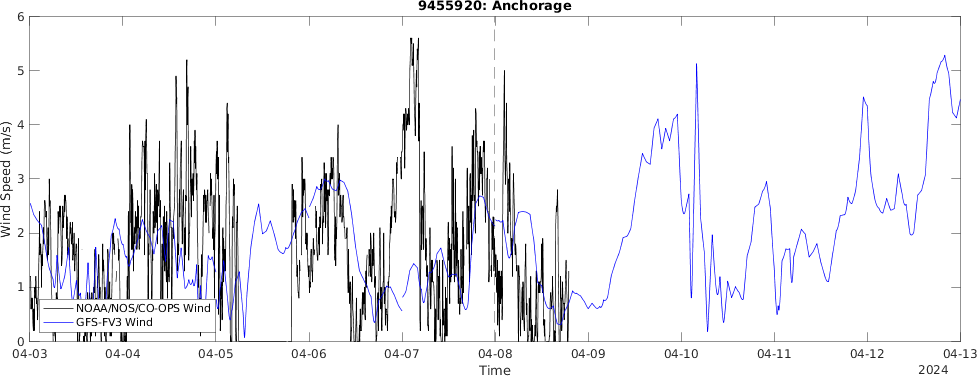 9455920: Anchorage
Wind Speed (m/s)
6
5
4
3
2
1
0
NOAA/NOS/CO-OPS Wind
GFS-FV3 Wind
04-03 04-04 04-05 04-06 04-07 04-08 04-09 04-10 04-11 04-12 04-13
Time
2024